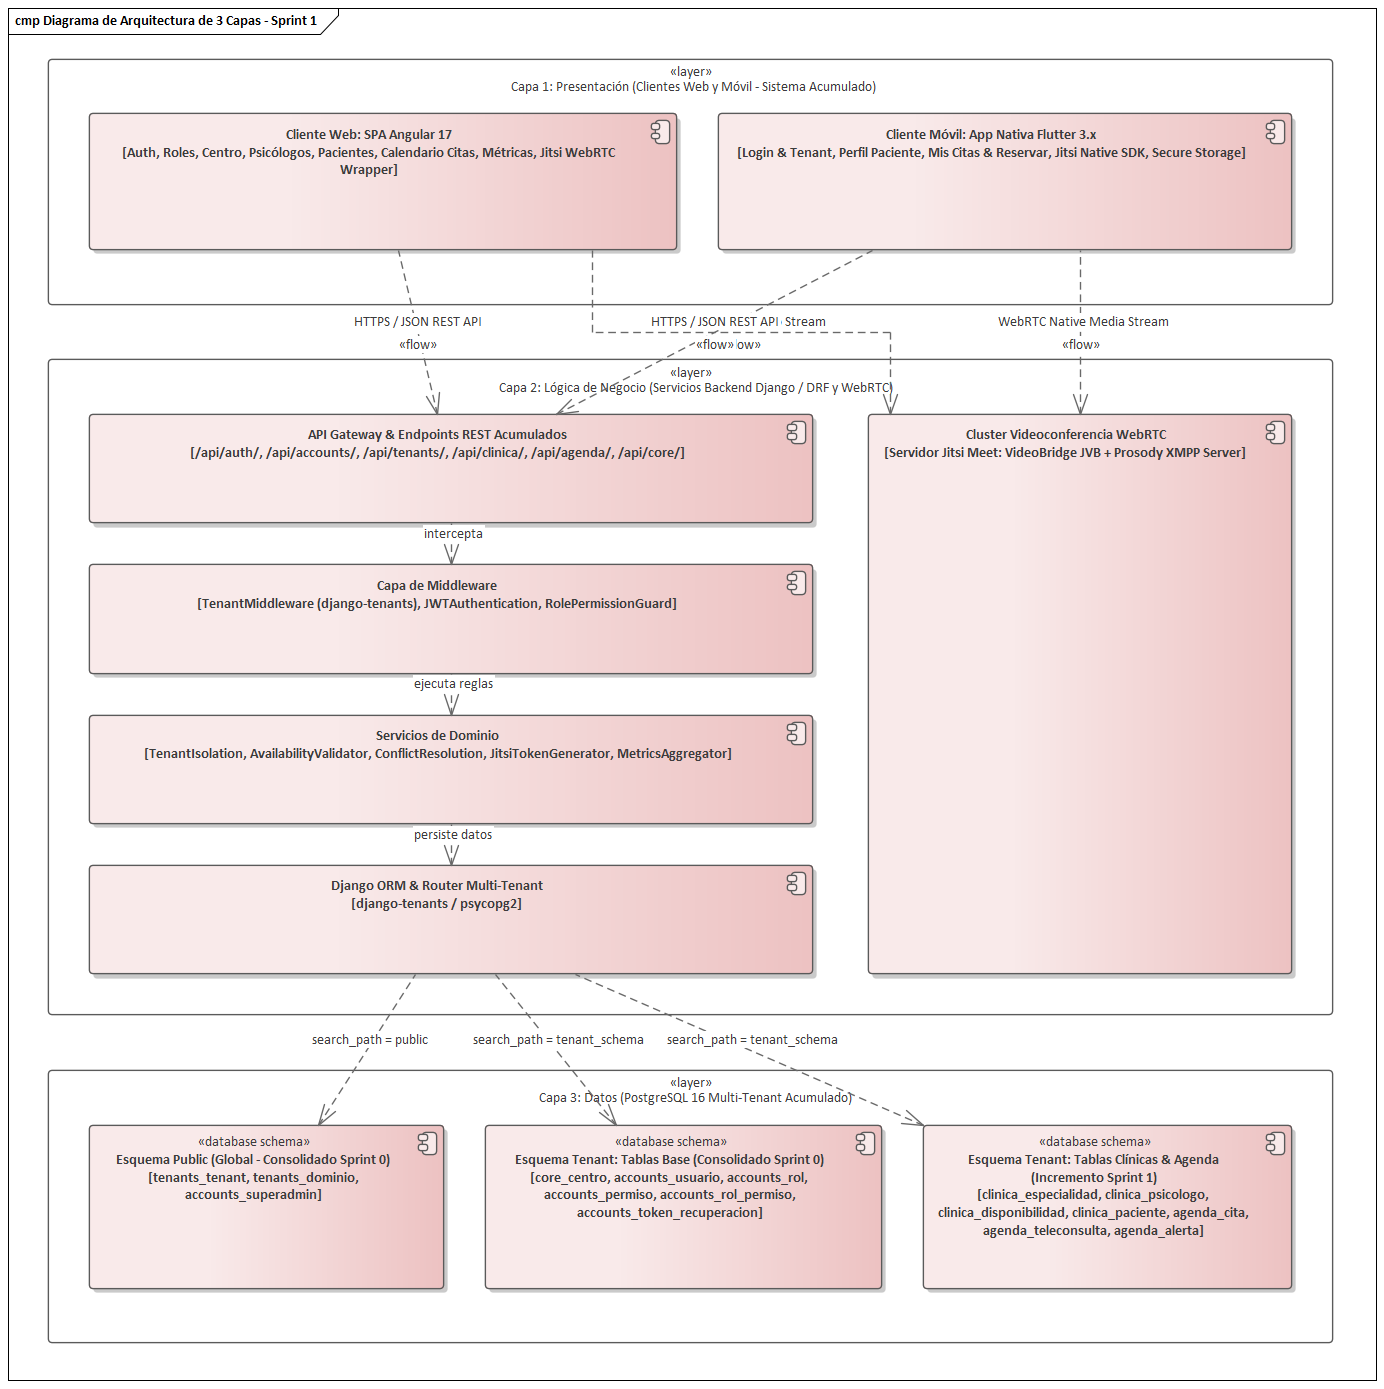 cmp Diagrama de Arquitectura de 3 Capas - Sprint 1
«layer»
Capa 1: Presentación (Clientes Web y Móvil - Sistema Acumulado)
Cliente Web: SPA Angular 17
[Auth, Roles, Centro, Psicólogos, Pacientes, Calendario Citas, Métricas, Jitsi WebRTC
Wrapper]
Cliente Móvil: App Nativa Flutter 3.x
[Login & Tenant, Perfil Paciente, Mis Citas & Reservar, Jitsi Native SDK, Secure Storage]
HTTPS / JSON REST API
«flow»
HTTPS / JSON REST API
Stream
«flow»
WebRTC Native Media Stream
«flow»
«layer»
Capa 2: Lógica de Negocio (Servicios Backend Django / DRF y WebRTC)
API Gateway & Endpoints REST Acumulados
[/api/auth/, /api/accounts/, /api/tenants/, /api/clinica/, /api/agenda/, /api/core/]
Cluster Videoconferencia WebRTC
[Servidor Jitsi Meet: VideoBridge JVB + Prosody XMPP Server]
intercepta
Capa de Middleware
[TenantMiddleware (django-tenants), JWTAuthentication, RolePermissionGuard]
ejecuta reglas
Servicios de Dominio
[TenantIsolation, AvailabilityValidator, ConflictResolution, JitsiTokenGenerator, MetricsAggregator]
persiste datos
Django ORM & Router Multi-Tenant
[django-tenants / psycopg2]
search_path = public
search_path = tenant_schema
search_path = tenant_schema
«layer»
Capa 3: Datos (PostgreSQL 16 Multi-Tenant Acumulado)
«database schema»
Esquema Public (Global - Consolidado Sprint 0)
[tenants_tenant, tenants_dominio,
accounts_superadmin]
«database schema»
Esquema Tenant: Tablas Base (Consolidado Sprint 0)
[core_centro, accounts_usuario, accounts_rol,
accounts_permiso, accounts_rol_permiso,
accounts_token_recuperacion]
«database schema»
Esquema Tenant: Tablas Clínicas & Agenda
(Incremento Sprint 1)
[clinica_especialidad, clinica_psicologo,
clinica_disponibilidad, clinica_paciente, agenda_cita,
agenda_teleconsulta, agenda_alerta]